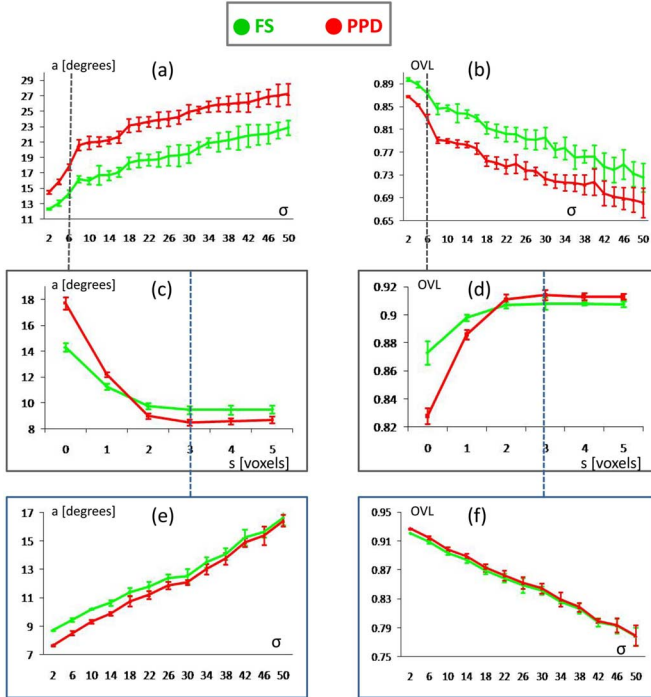 FS PPD
a [degrees] (a)
29
27
25
23
21
19
17
15
13
11
σ
2 6 10 14 18 22 26 30 34 38 42 46 50
OVL (b)
0.89
0.85
0.81
0.77
0.73
0.69
0.65
σ
2 6 10 14 18 22 26 30 34 38 42 46 50
a [degrees] (c)
18
16
14
12
10
8
0 1 2 3 4 5
s [voxels]
OVL (d)
0.92
0.9
0.88
0.86
0.84
0.82
0 1 2 3 4 5
s [voxels]
a [degrees] (e)
17
15
13
11
9
7
σ
2 6 10 14 18 22 26 30 34 38 42 46 50
OVL (f)
0.95
0.91
0.87
0.83
0.79
0.75
σ
2 6 10 14 18 22 26 30 34 38 42 46 50